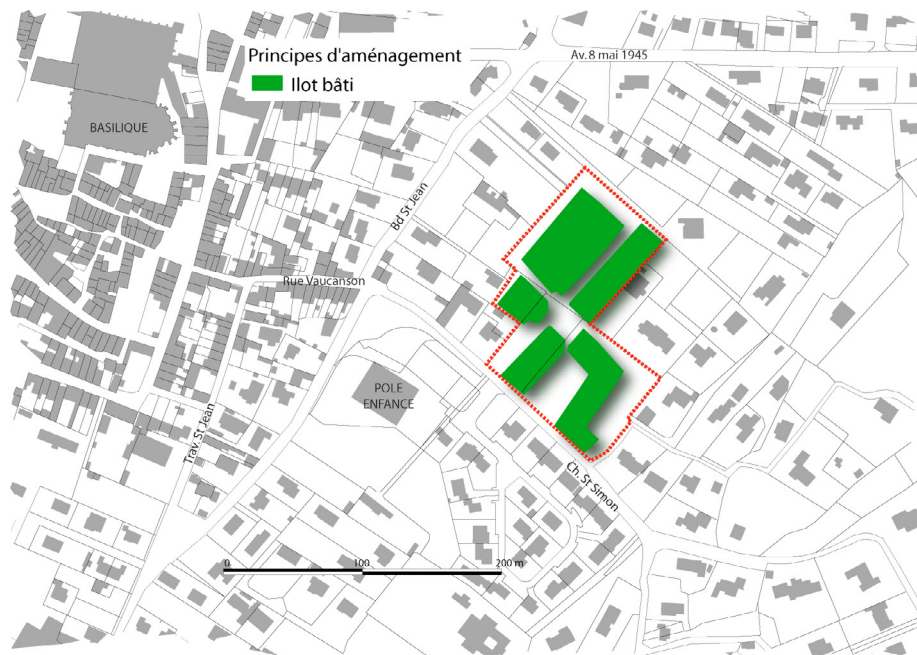 Principes d'aménagement
Ilot bâti
Av. 8 mai 1945
BASILIQUE
Bd St Jean
Rue Vaucanson
POLE
ENFANCE
Trav. St Jean
Ch. St Simon
0 100 200 m